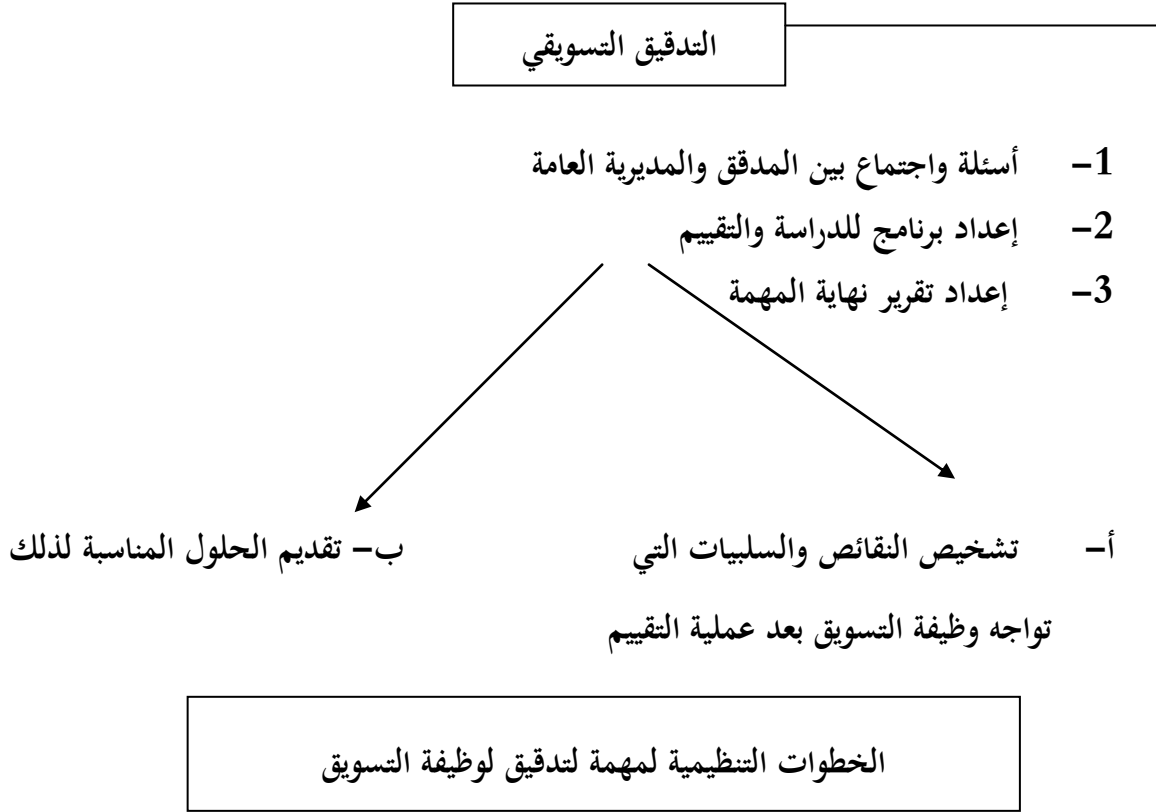 التدقيق التسويقي
1– أسئلة واجتماع بين المدقق والمديرية العامة
2– إعداد برنامج للدراسة والتقييم
3– إعداد تقرير نهاية المهمة
أ– تشخيص النقائص والسلبيات التي ب– تقديم الحلول المناسبة لذلك
تواجه وظيفة التسويق بعد عملية التقييم
الخطوات التنظيمية لمهمة لتدقيق لوظيفة التسويق